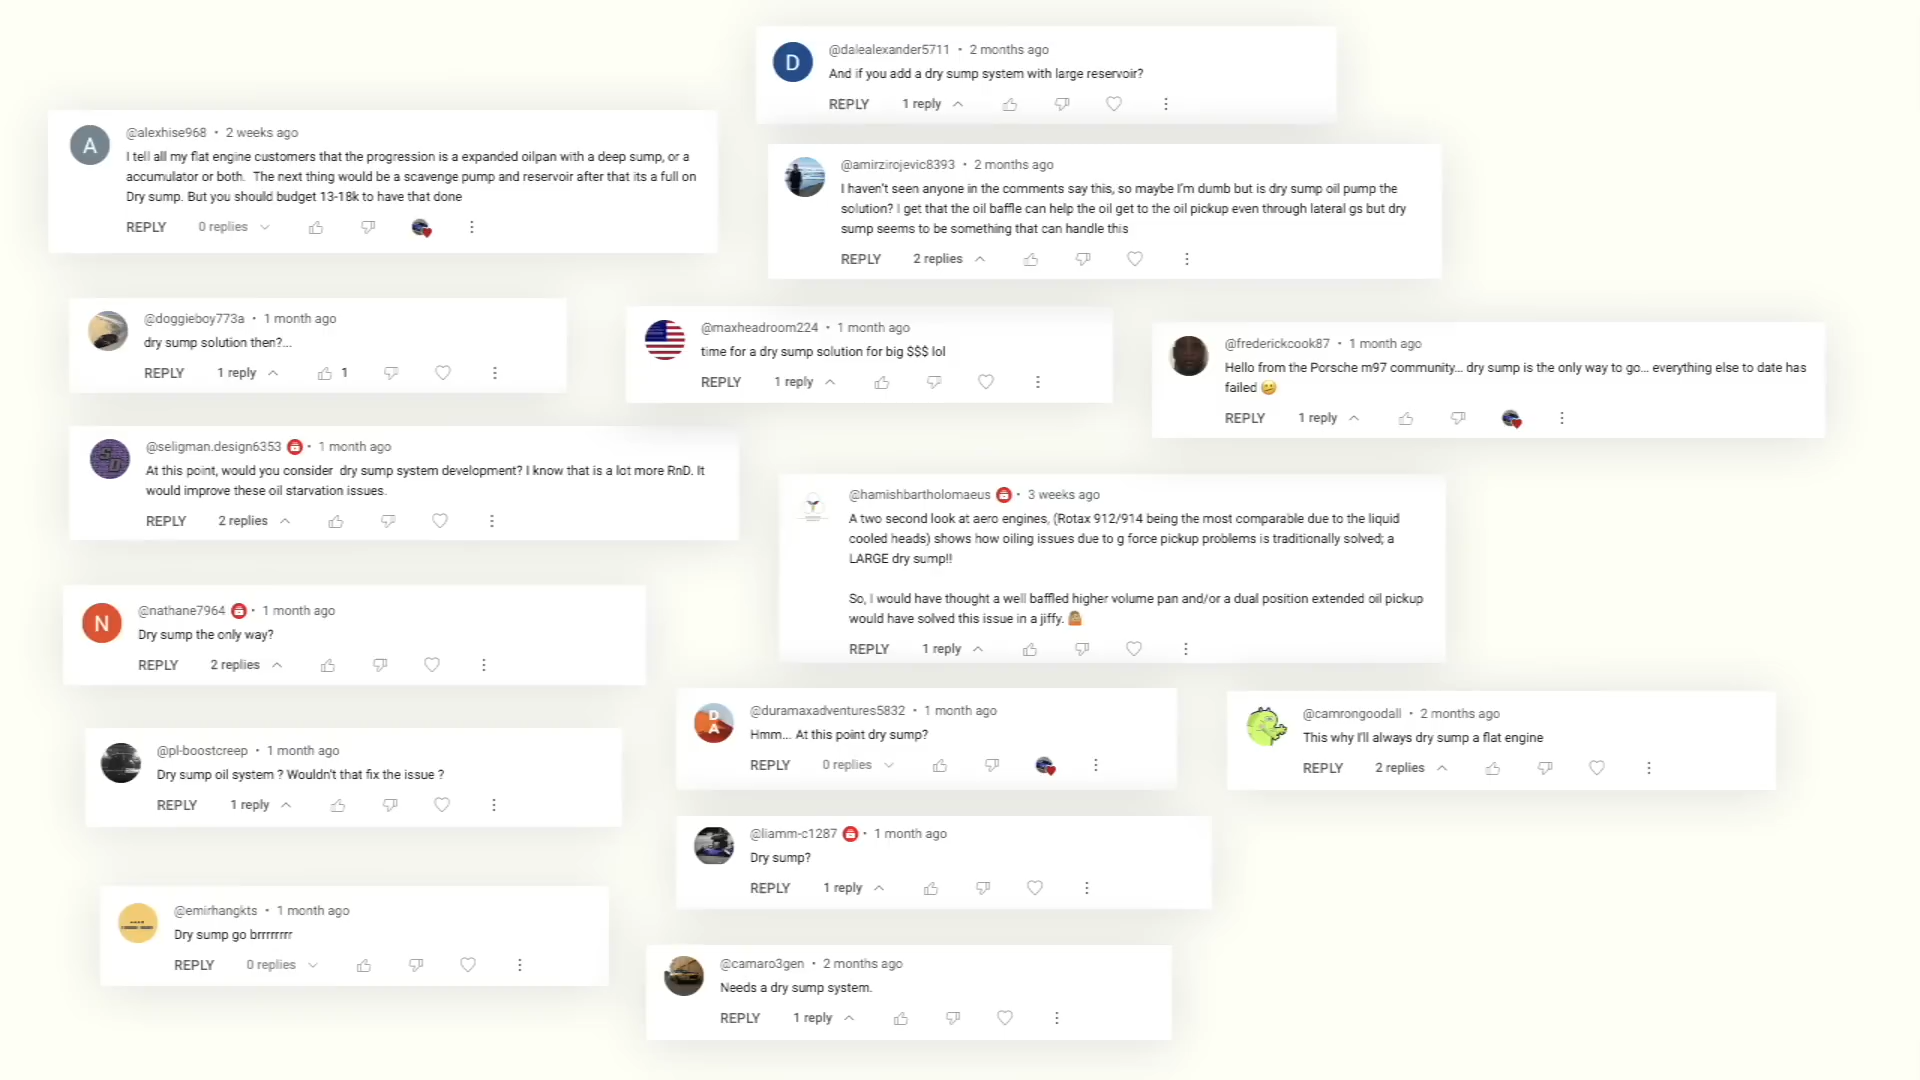 D
@dalealexander5711 • 2 months ago
And if you add a dry sump system with large reservoir?
REPLY 1 reply
A
@alexhise968 • 2 weeks ago
I tell all my flat engine customers that the progression is a expanded oilpan with a deep sump, or a
accumulator or both. The next thing would be a scavenge pump and reservoir after that its a full on
Dry sump. But you should budget 13-18k to have that done
REPLY 0 replies
@amirzirojevic8393 • 2 months ago
I haven't seen anyone in the comments say this, so maybe I'm dumb but is dry sump oil pump the
solution? I get that the oil baffle can help the oil get to the oil pickup even through lateral gs but dry
sump seems to be something that can handle this
REPLY 2 replies
@doggieboy773a • 1 month ago
dry sump solution then?...
REPLY 1 reply 1
@maxheadroom224 • 1 month ago
time for a dry sump solution for big $$$ lol
REPLY 1 reply
@frederickcook87 • 1 month ago
Hello from the Porsche m97 community... dry sump is the only way to go... everything else to date has
failed 🥴
REPLY 1 reply
SD
@seligman.design6353 • 1 month ago
At this point, would you consider dry sump system development? I know that is a lot more RnD. It
would improve these oil starvation issues.
REPLY 2 replies
@hamishbartholomaeus • 3 weeks ago
A two second look at aero engines, (Rotax 912/914 being the most comparable due to the liquid
cooled heads) shows how oiling issues due to g force pickup problems is traditionally solved; a
LARGE dry sump!!
So, I would have thought a well baffled higher volume pan and/or a dual position extended oil pickup
would have solved this issue in a jiffy. 🤷🏼
REPLY 1 reply
N
@nathane7964 • 1 month ago
Dry sump the only way?
REPLY 2 replies
DA
@duramaxadventures5832 • 1 month ago
Hmm... At this point dry sump?
REPLY 0 replies
@camrongoodall • 2 months ago
This why I'll always dry sump a flat engine
REPLY 2 replies
@pl-boostcreep • 1 month ago
Dry sump oil system ? Wouldn't that fix the issue ?
REPLY 1 reply
@liamm-c1287 • 1 month ago
Dry sump?
REPLY 1 reply
@emirhangkts • 1 month ago
Dry sump go brrrrrrrr
REPLY 0 replies
@camaro3gen • 2 months ago
Needs a dry sump system.
REPLY 1 reply